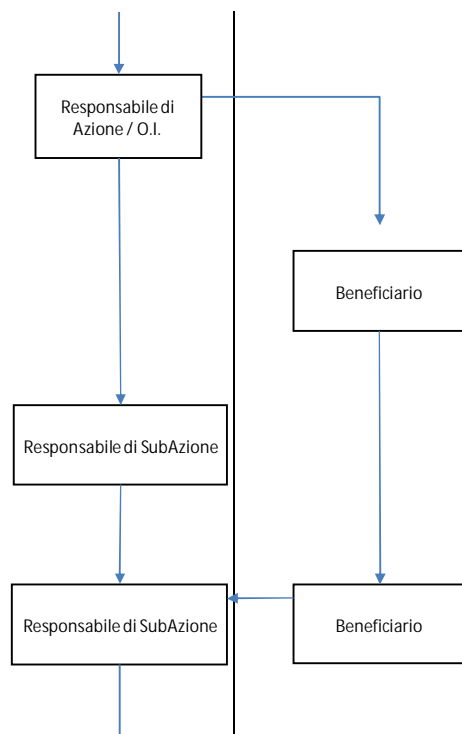 Responsabile di
Azione / O.I.
Beneficiario
Responsabile di SubAzione
Responsabile di SubAzione
Beneficiario